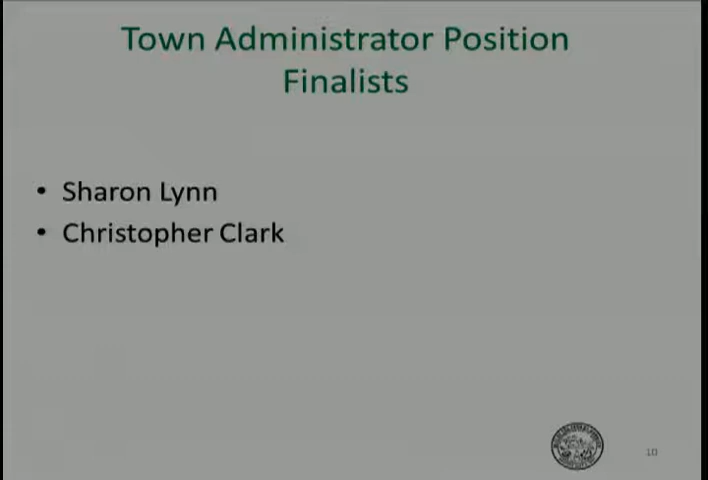 Town Administrator Position
Finalists
• Sharon Lynn
• Christopher Clark
10